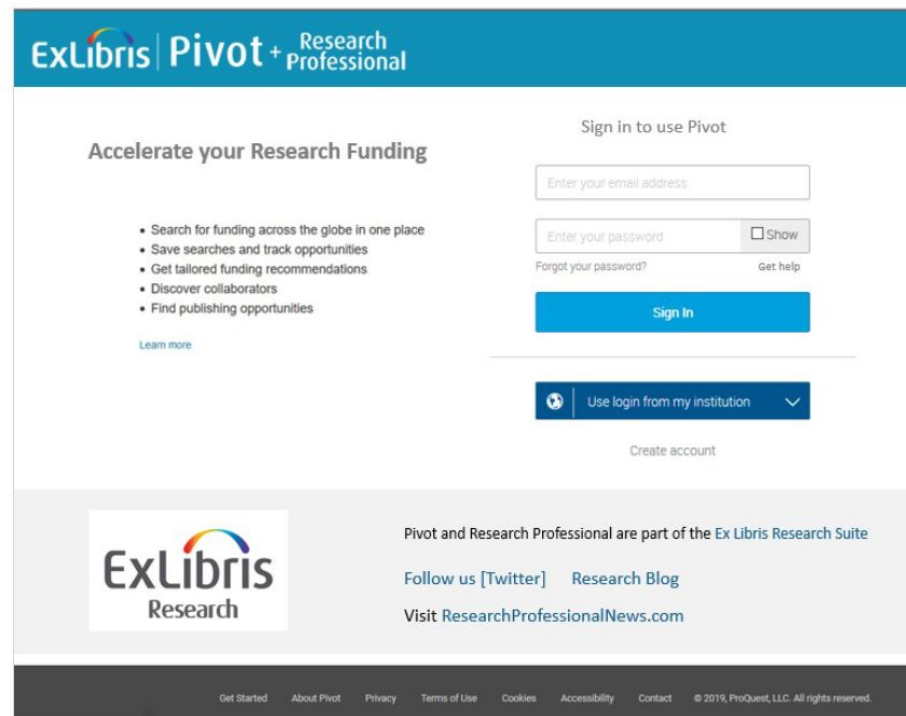 ExLibris | Pivot + Research Professional
Accelerate your Research Funding
• Search for funding across the globe in one place
• Save searches and track opportunities
• Get tailored funding recommendations
• Discover collaborators
• Find publishing opportunities
Learn more
Sign in to use Pivot
Enter your email address
Enter your password
Show
Forgot your password?
Get help
Sign In
Use login from my institution
Create account
ExLibris
Research
Pivot and Research Professional are part of the Ex Libris Research Suite
Follow us [Twitter] Research Blog
Visit ResearchProfessionalNews.com
Get Started About Pivot Privacy Terms of Use Cookies Accessibility Contact © 2019, ProQuest, LLC. All rights reserved.